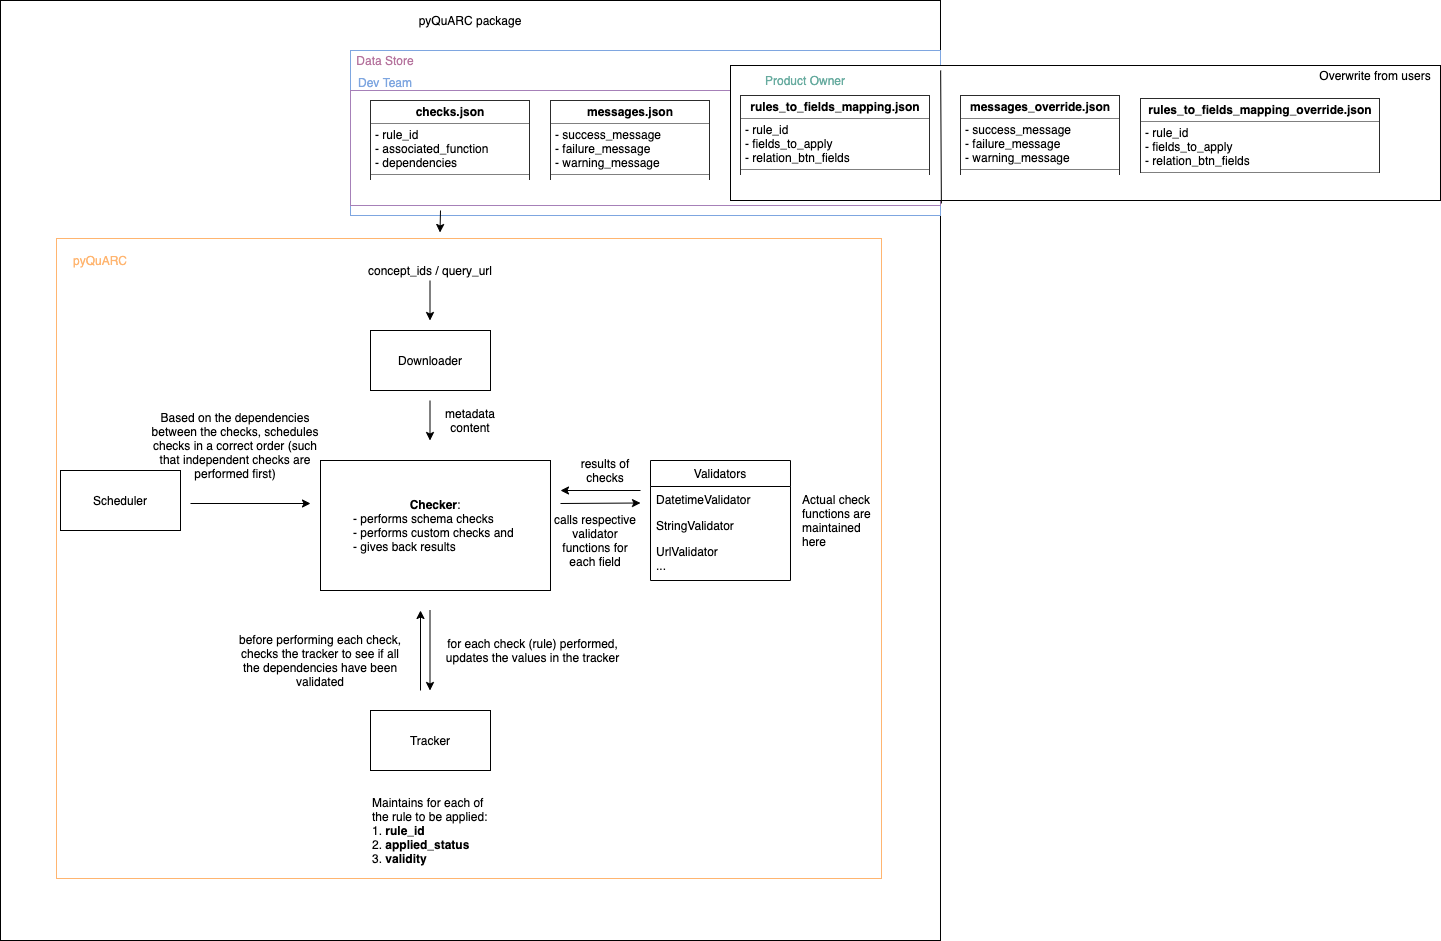 pyQuARC package
Data Store
Dev Team
Product Owner
Overwrite from users
checks.json
- rule_id
- associated_function
- dependencies
messages.json
- success_message
- failure_message
- warning_message
rules_to_fields_mapping.json
- rule_id
- fields_to_apply
- relation_btn_fields
messages_override.json
- success_message
- failure_message
- warning_message
rules_to_fields_mapping_override.json
- rule_id
- fields_to_apply
- relation_btn_fields
pyQuARC
concept_ids / query_url
Downloader
metadata
content
Based on the dependencies
between the checks, schedules
checks in a correct order (such
that independent checks are
performed first)
Scheduler
Checker:
- performs schema checks
- performs custom checks and
- gives back results
results of
checks
calls respective
validator
functions for
each field
Validators
DatetimeValidator
StringValidator
UrlValidator
...
Actual check
functions are
maintained
here
before performing each check,
checks the tracker to see if all
the dependencies have been
validated
for each check (rule) performed,
updates the values in the tracker
Tracker
Maintains for each of
the rule to be applied:
1. rule_id
2. applied_status
3. validity